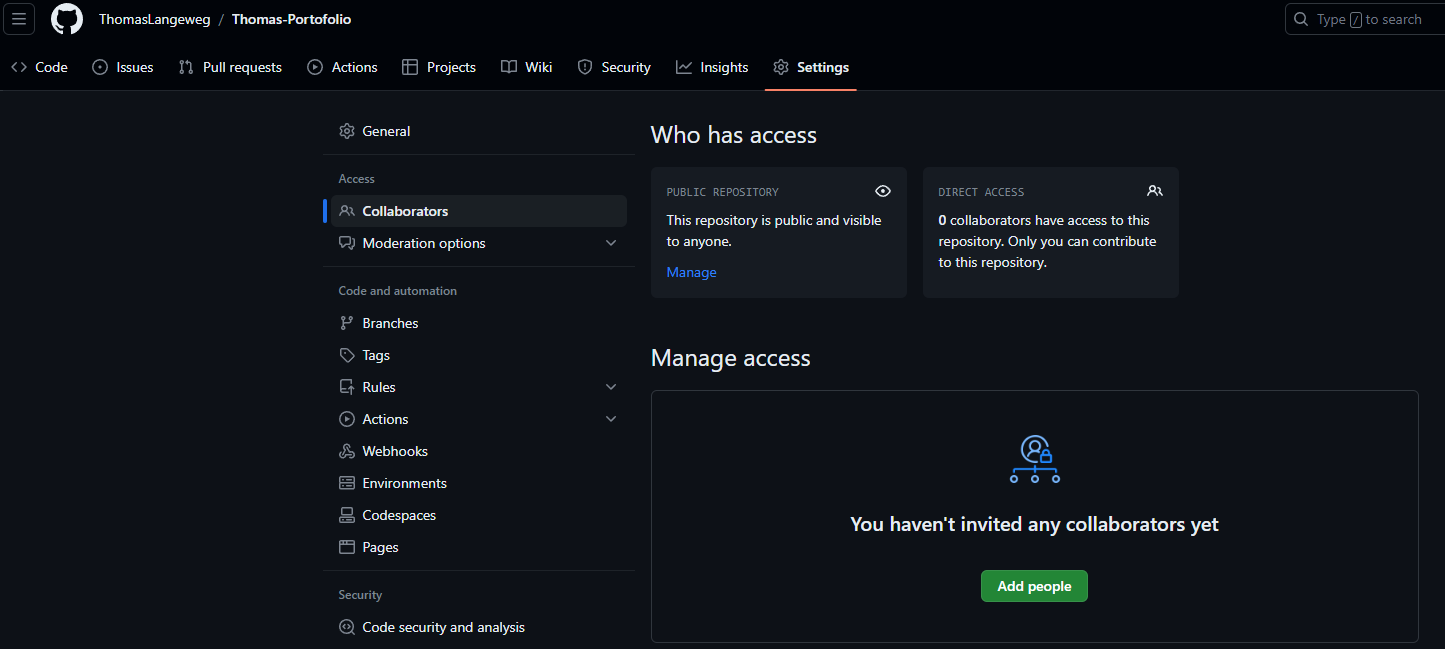 ThomasLangeweg / Thomas-Portofolio
Type / to search
Code Issues Pull requests Actions Projects Wiki Security Insights Settings
General
Access
Collaborators
Moderation options
Code and automation
Branches
Tags
Rules
Actions
Webhooks
Environments
Codespaces
Pages
Security
Code security and analysis
Who has access
PUBLIC REPOSITORY
This repository is public and visible
to anyone.
Manage
DIRECT ACCESS
0 collaborators have access to this
repository. Only you can contribute
to this repository.
Manage access
You haven't invited any collaborators yet
Add people